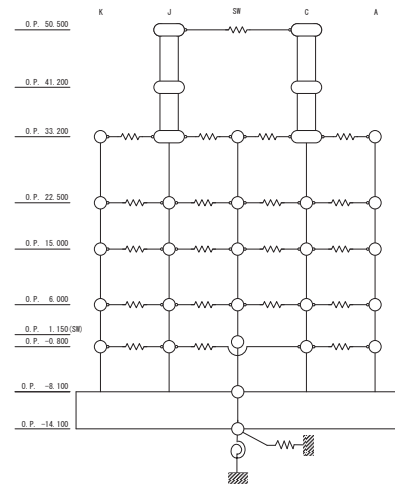 K J SW C A
O.P. 50.500
O.P. 41.200
O.P. 33.200
O.P. 22.500
O.P. 15.000
O.P. 6.000
O.P. 1.150(SW)
O.P. -0.800
O.P. -8.100
O.P. -14.100